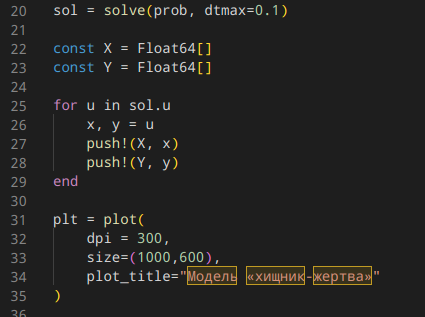 20 sol = solve(prob, dtmax=0.1)
21
22 const X = Float64[]
23 const Y = Float64[]
24
25 for u in sol.u
26     x, y = u
27     push!(X, x)
28     push!(Y, y)
29 end
30
31 plt = plot(
32     dpi = 300,
33     size=(1000,600),
34     plot_title="Модель «хищник-жертва»"
35 )
36